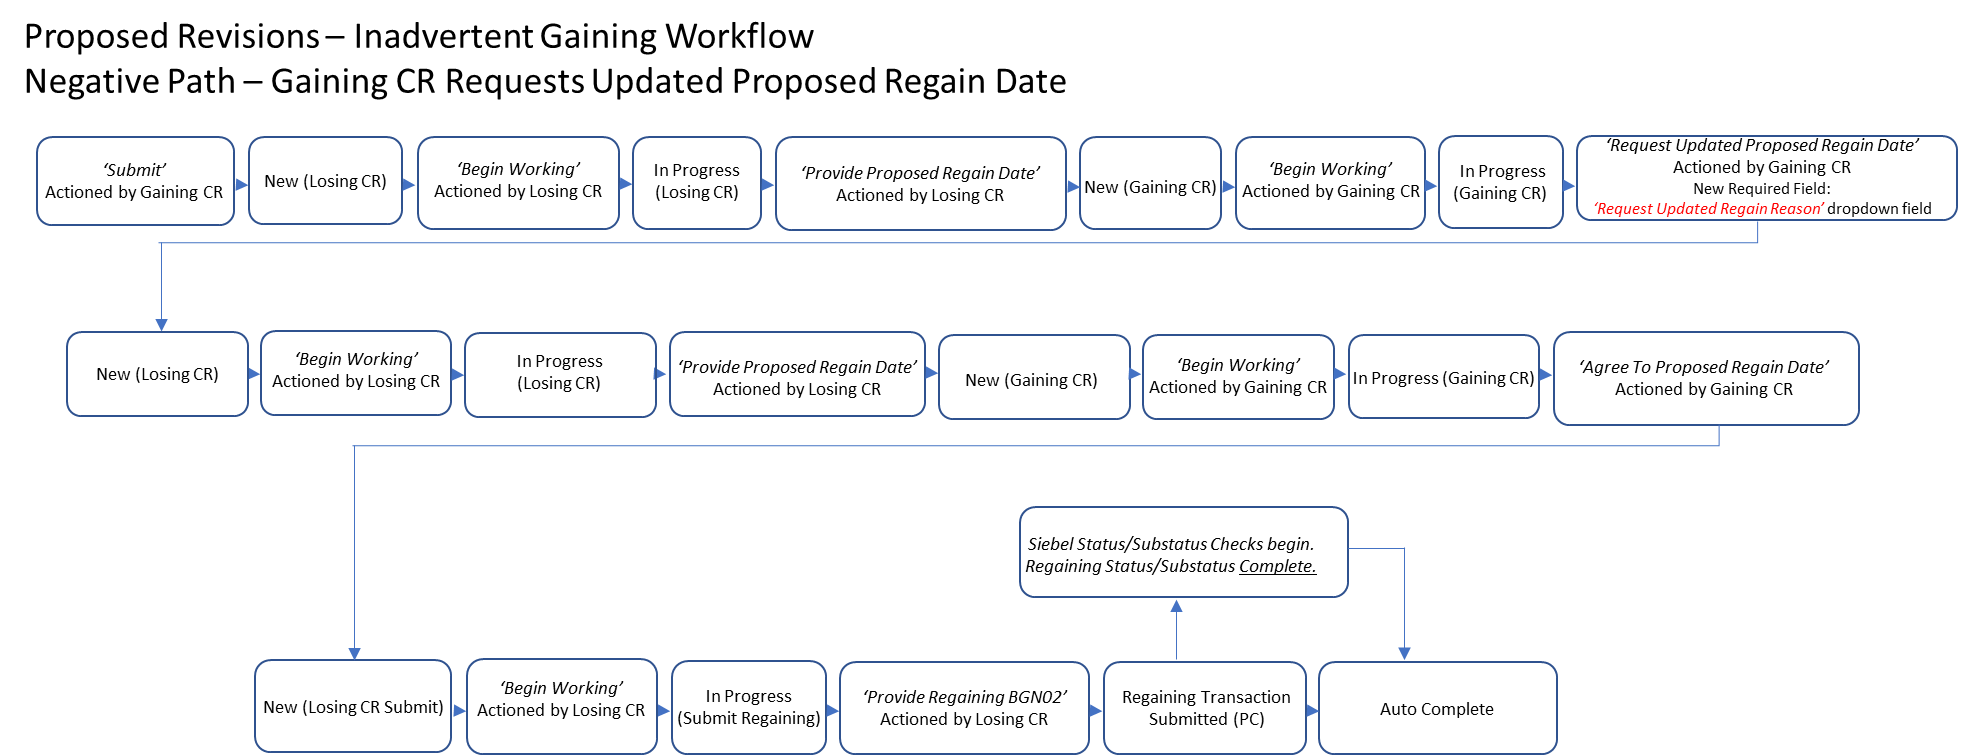 Proposed Revisions – Inadvertent Gaining Workflow
Negative Path – Gaining CR Requests Updated Proposed Regain Date
‘Submit’
Actioned by Gaining CR
New (Losing CR)
‘Begin Working’
Actioned by Losing CR
In Progress
(Losing CR)
‘Provide Proposed Regain Date’
Actioned by Losing CR
New (Gaining CR)
‘Begin Working’
Actioned by Gaining CR
In Progress
(Gaining CR)
‘Request Updated Proposed Regain Date’
Actioned by Gaining CR
New Required Field:
‘Request Updated Regain Reason’ dropdown field
New (Losing CR)
‘Begin Working’
Actioned by Losing CR
In Progress
(Losing CR)
‘Provide Proposed Regain Date’
Actioned by Losing CR
New (Gaining CR)
‘Begin Working’
Actioned by Gaining CR
In Progress (Gaining CR)
‘Agree To Proposed Regain Date’
Actioned by Gaining CR
Siebel Status/Substatus Checks begin.
Regaining Status/Substatus Complete.
New (Losing CR Submit)
‘Begin Working’
Actioned by Losing CR
In Progress
(Submit Regaining)
‘Provide Regaining BGN02’
Actioned by Losing CR
Regaining Transaction
Submitted (PC)
Auto Complete